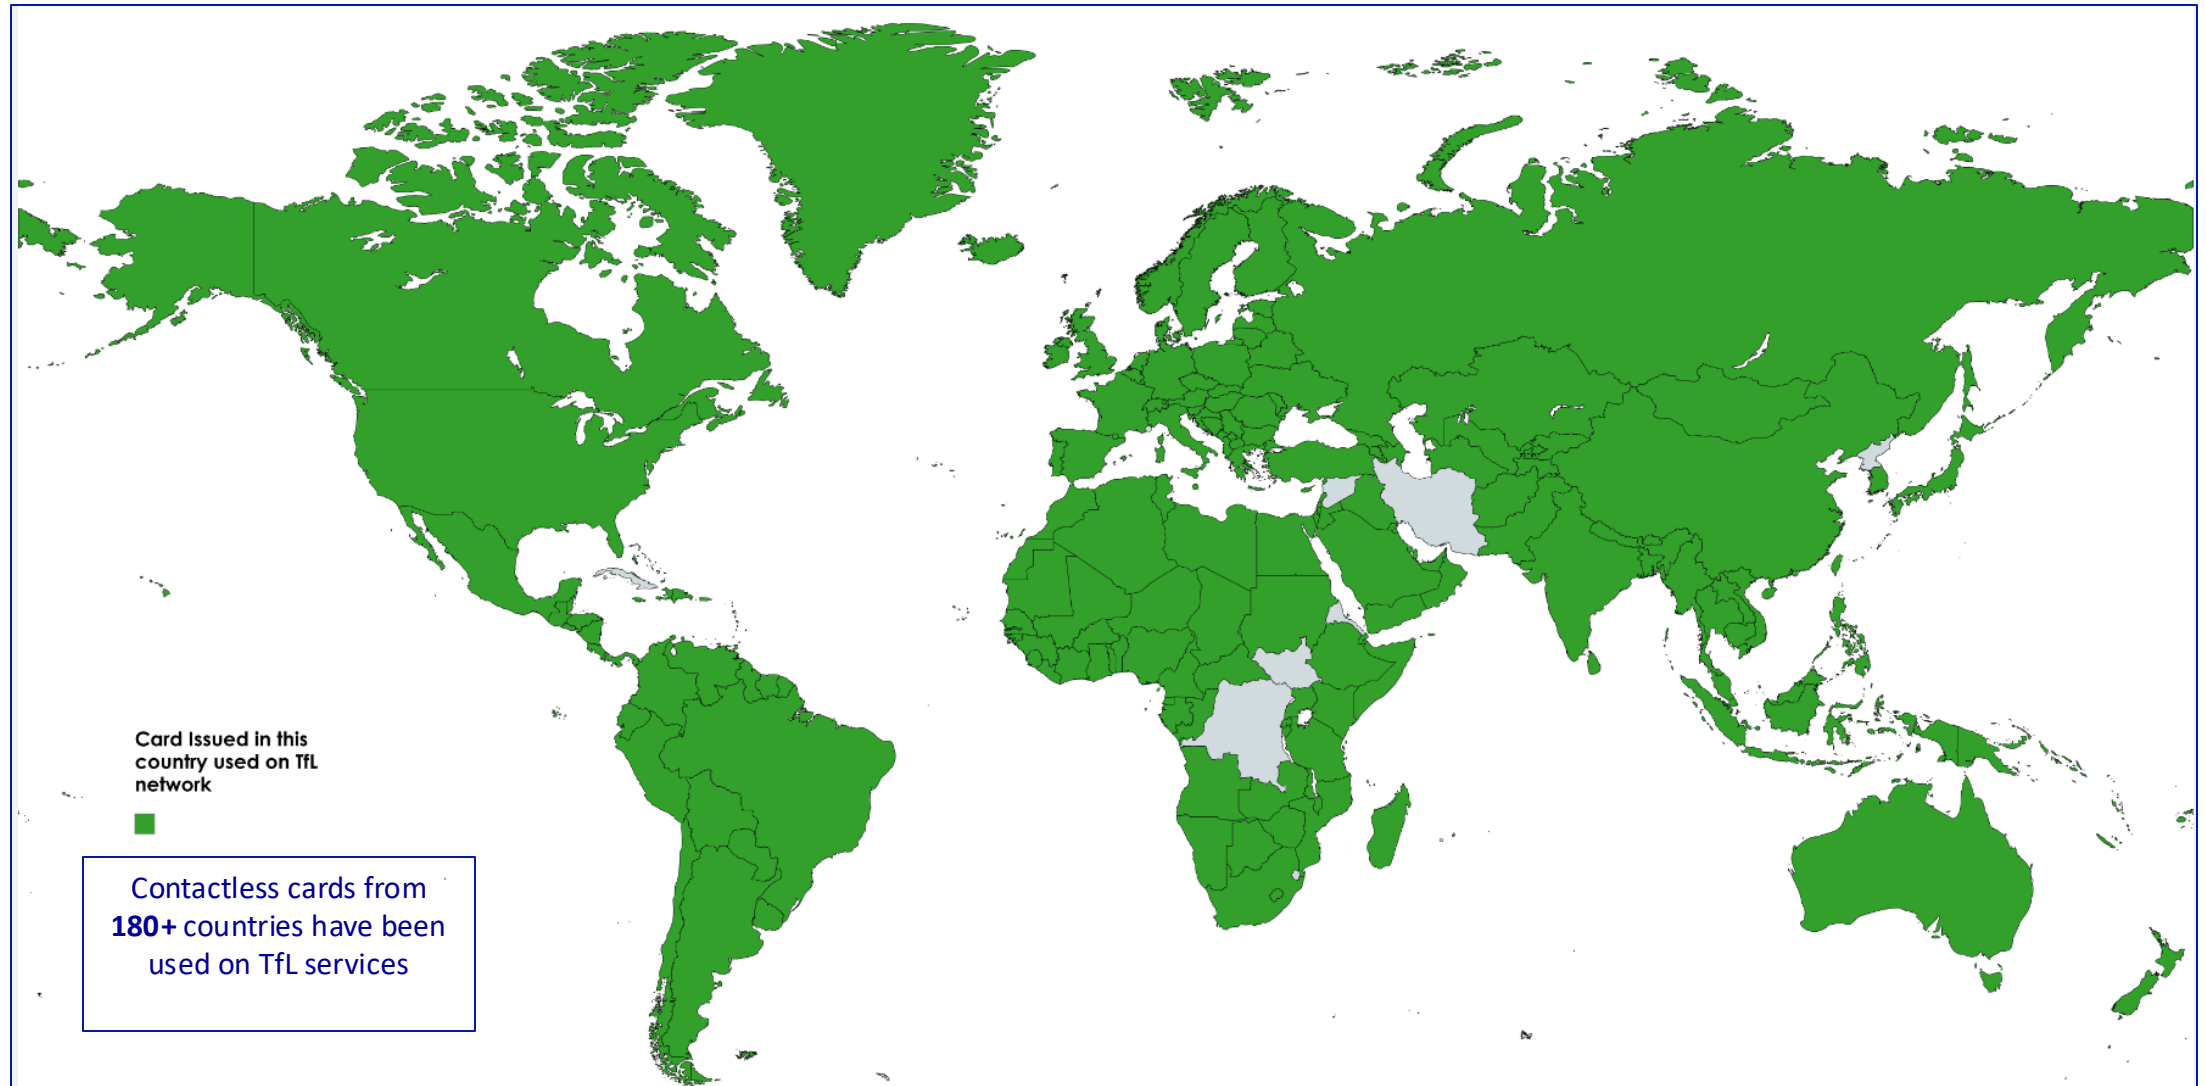 Card Issued in this
country used on TfL
network
Contactless cards from
180+ countries have been
used on TfL services